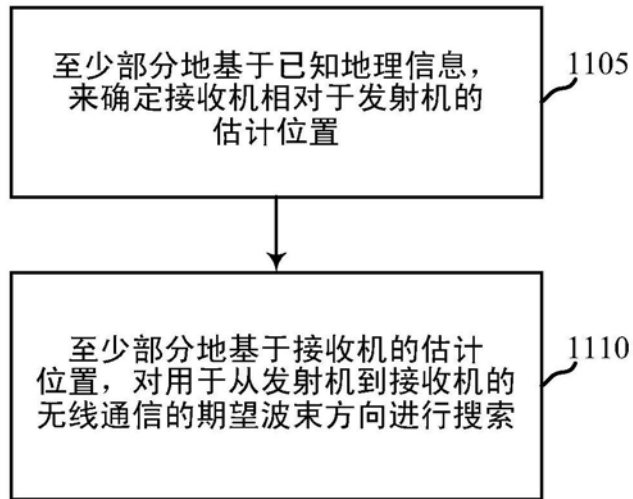 至少部分地基于已知地理信息，
来确定接收机相对于发射机的
估计位置
1105
至少部分地基于接收机的估计
位置，对用于从发射机到接收机的
无线通信的期望波束方向进行搜索
1110